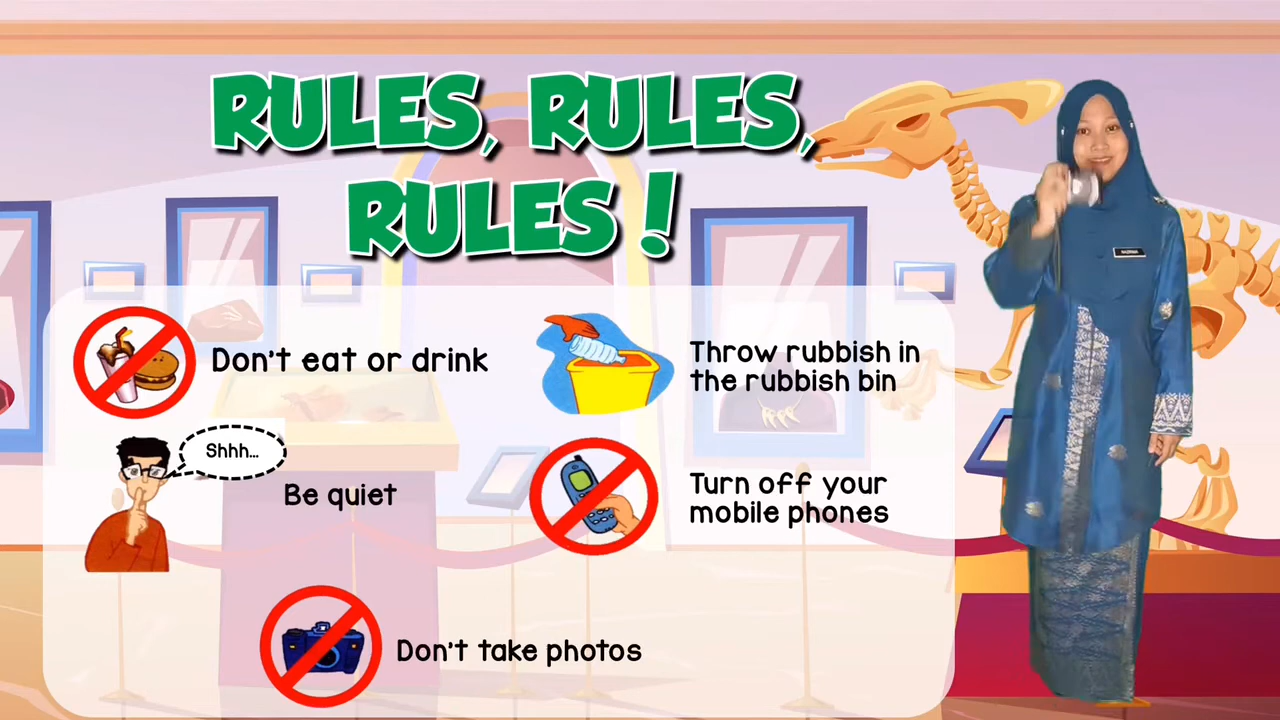 RULES, RULES,
RULES!
Don't eat or drink
Throw rubbish in
the rubbish bin
Shhh...
Be quiet
Turn off your
mobile phones
Don't take photos